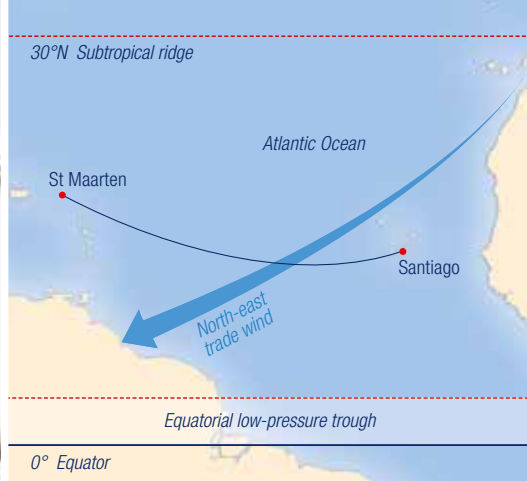 30°N Subtropical ridge
Atlantic Ocean
St Maarten
Santiago
North-east
trade wind
Equatorial low-pressure trough
0° Equator